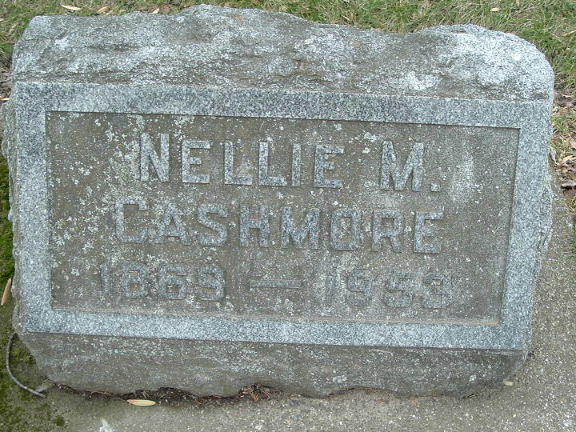 NELLIE M.
CASHMORE
1869 — 1953